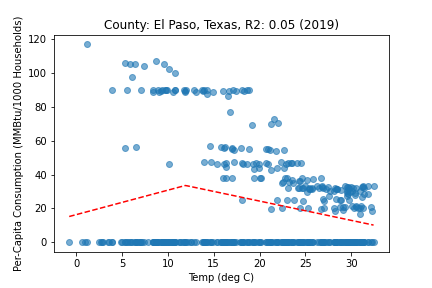 County: El Paso, Texas, R2: 0.05 (2019)
Per-Capita Consumption (MMBtu/1000 Households)
120
100
80
60
40
20
0
0 5 10 15 20 25 30
Temp (deg C)